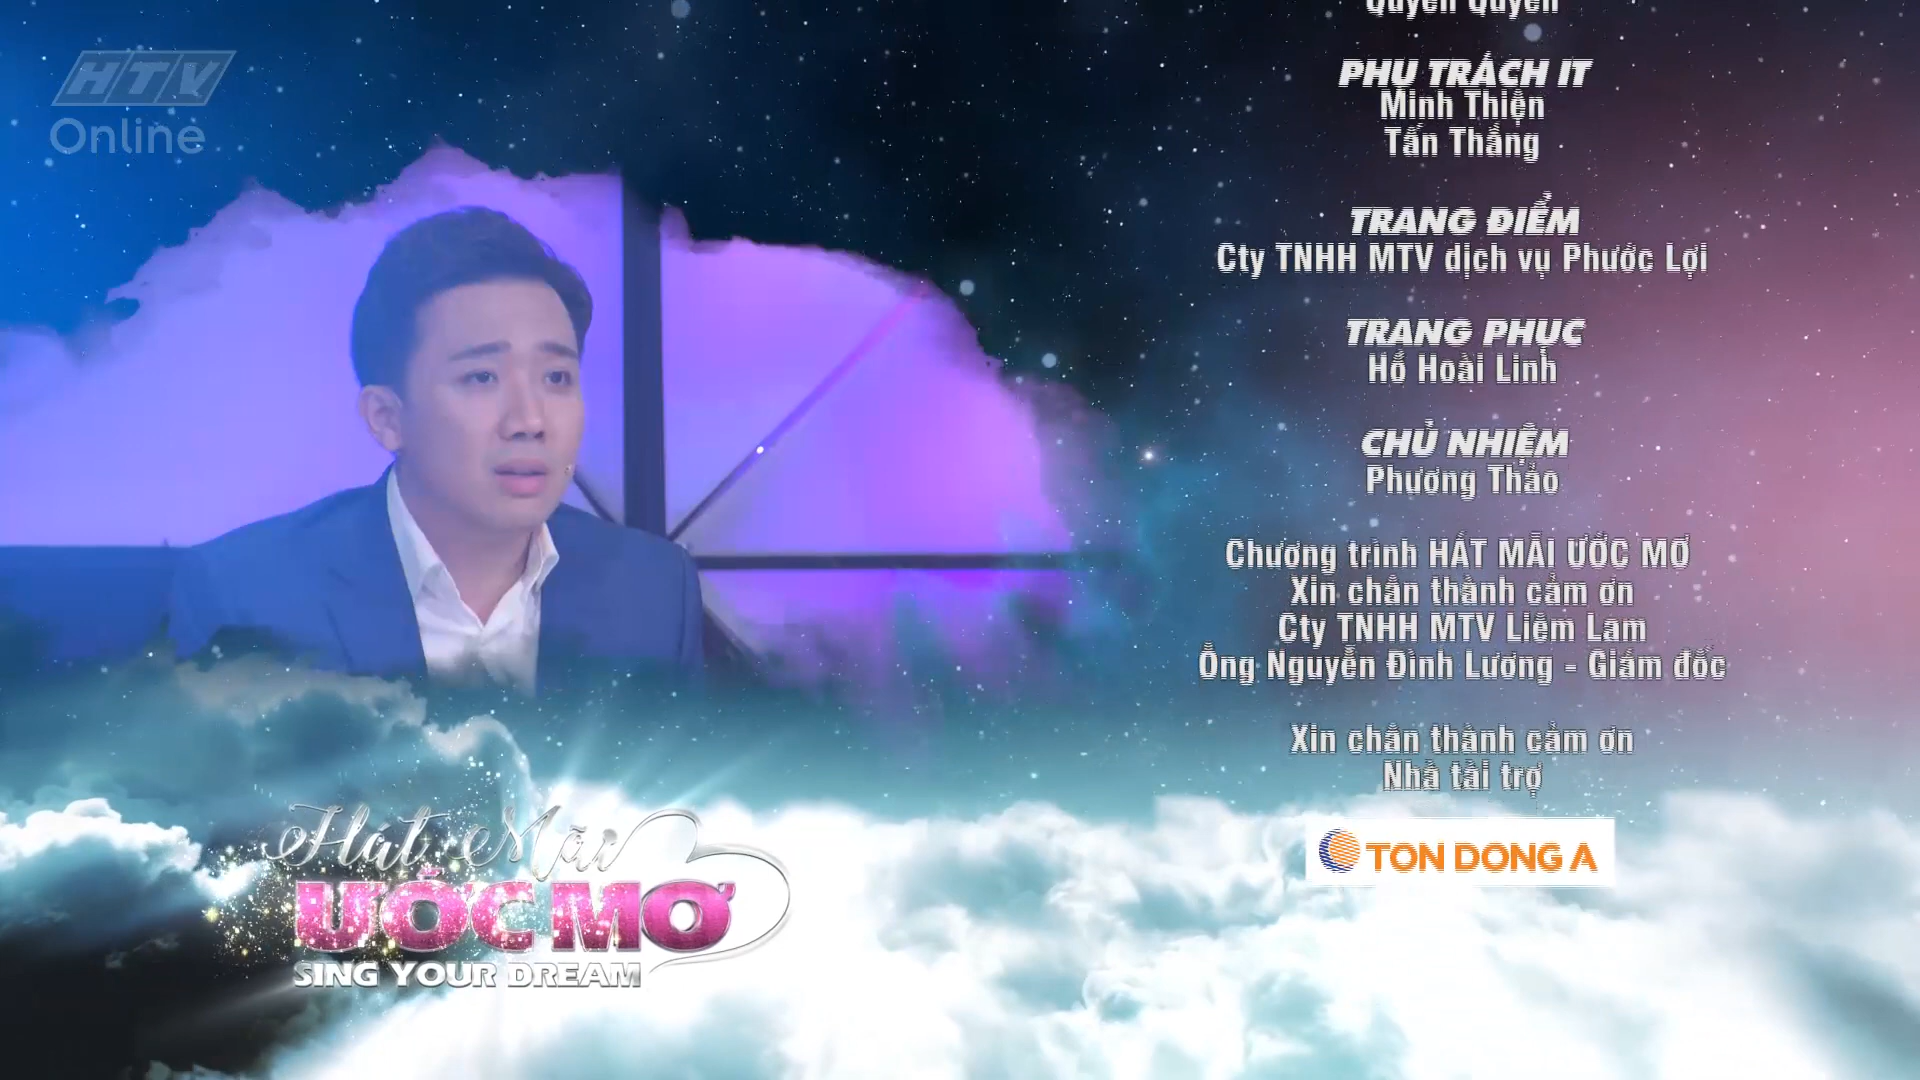 HTV
Online
Quyên Quyên
PHỤ TRÁCH IT
Minh Thiện
Tấn Thắng
TRANG ĐIỂM
Cty TNHH MTV dịch vụ Phước Lợi
TRANG PHỤC
Hồ Hoài Linh
CHỦ NHIỆM
Phương Thảo
Chương trình HÁT MÃI ƯỚC MƠ
Xin chân thành cảm ơn
Cty TNHH MTV Liêm Lam
Ông Nguyễn Đình Lương - Giám đốc
Xin chân thành cảm ơn
Nhà tài trợ
TON DONG A
Hát Mãi
ƯỚC MƠ
SING YOUR DREAM